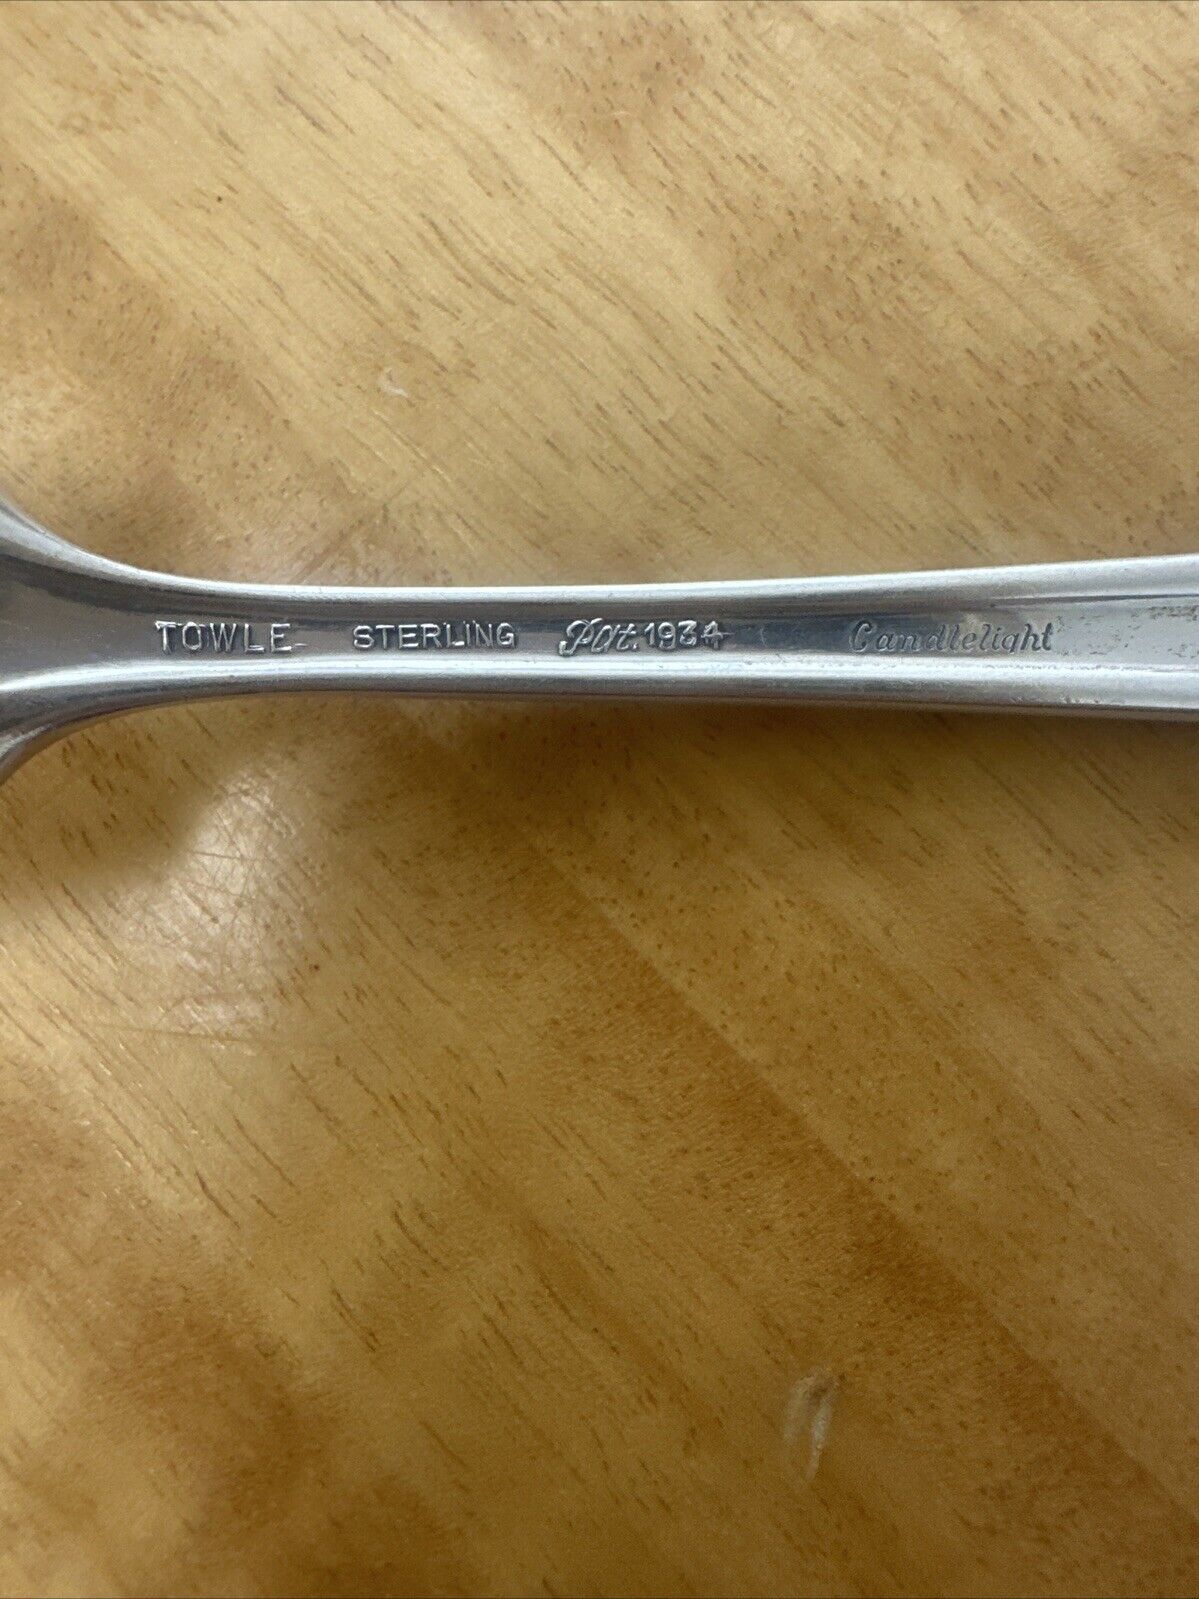 TOWLE STERLING Pat. 1934 Candlelight